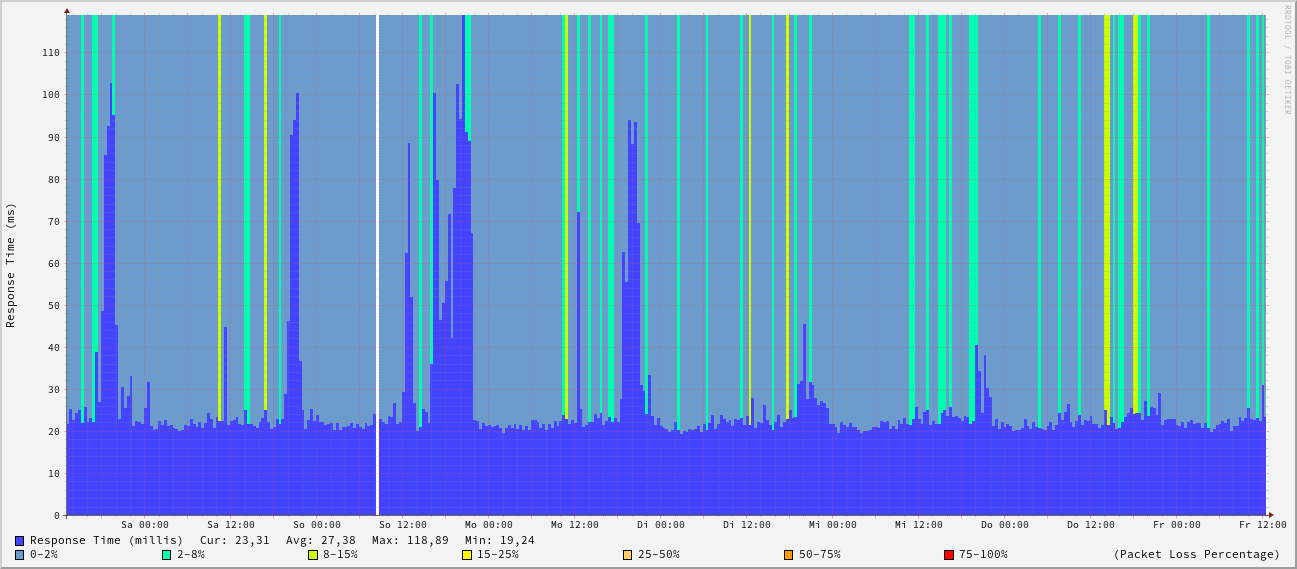 RRDTOOL / TOBI OETIKER
Response Time (ms)
110
100
90
80
70
60
50
40
30
20
10
0
Sa 00:00 Sa 12:00 So 00:00 So 12:00 Mo 00:00 Mo 12:00 Di 00:00 Di 12:00 Mi 00:00 Mi 12:00 Do 00:00 Do 12:00 Fr 00:00 Fr 12:00
Response Time (millis) Cur: 23,31 Avg: 27,38 Max: 118,89 Min: 19,24
0-2% 2-8% 8-15% 15-25% 25-50% 50-75% 75-100% (Packet Loss Percentage)